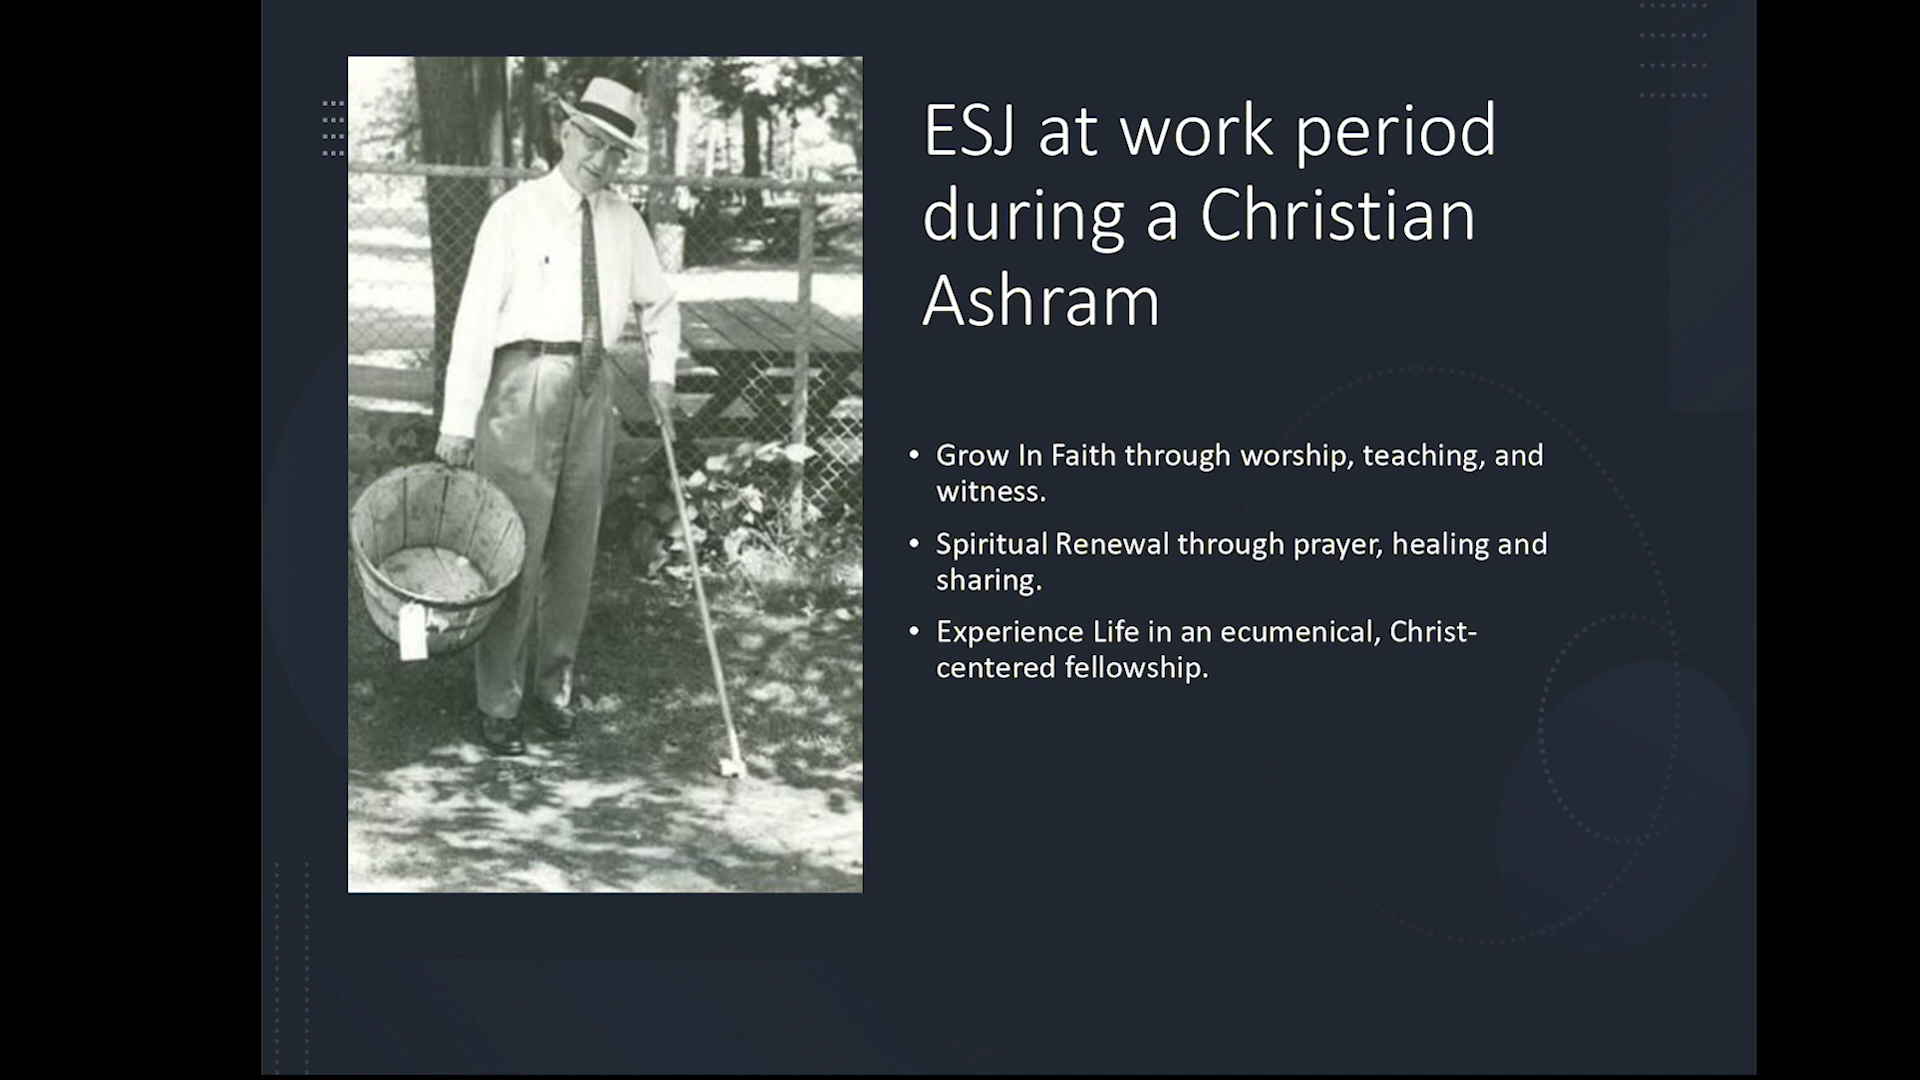 ESJ at work period
during a Christian
Ashram
• Grow In Faith through worship, teaching, and
witness.
• Spiritual Renewal through prayer, healing and
sharing.
• Experience Life in an ecumenical, Christ-
centered fellowship.